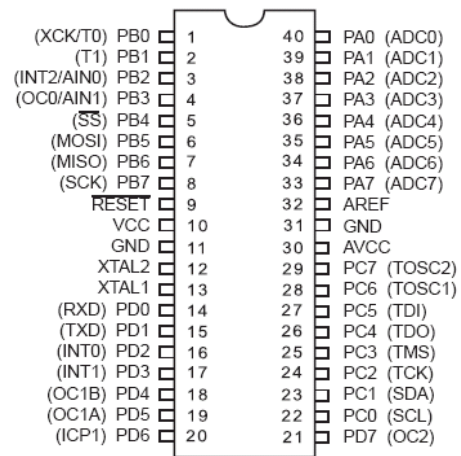 (XCK/T0) PB0 1 40 PA0 (ADC0)
(T1) PB1 2 39 PA1 (ADC1)
(INT2/AIN0) PB2 3 38 PA2 (ADC2)
(OC0/AIN1) PB3 4 37 PA3 (ADC3)
(SS) PB4 5 36 PA4 (ADC4)
(MOSI) PB5 6 35 PA5 (ADC5)
(MISO) PB6 7 34 PA6 (ADC6)
(SCK) PB7 8 33 PA7 (ADC7)
RESET 9 32 AREF
VCC 10 31 GND
GND 11 30 AVCC
XTAL2 12 29 PC7 (TOSC2)
XTAL1 13 28 PC6 (TOSC1)
(RXD) PD0 14 27 PC5 (TDI)
(TXD) PD1 15 26 PC4 (TDO)
(INT0) PD2 16 25 PC3 (TMS)
(INT1) PD3 17 24 PC2 (TCK)
(OC1B) PD4 18 23 PC1 (SDA)
(OC1A) PD5 19 22 PC0 (SCL)
(ICP1) PD6 20 21 PD7 (OC2)